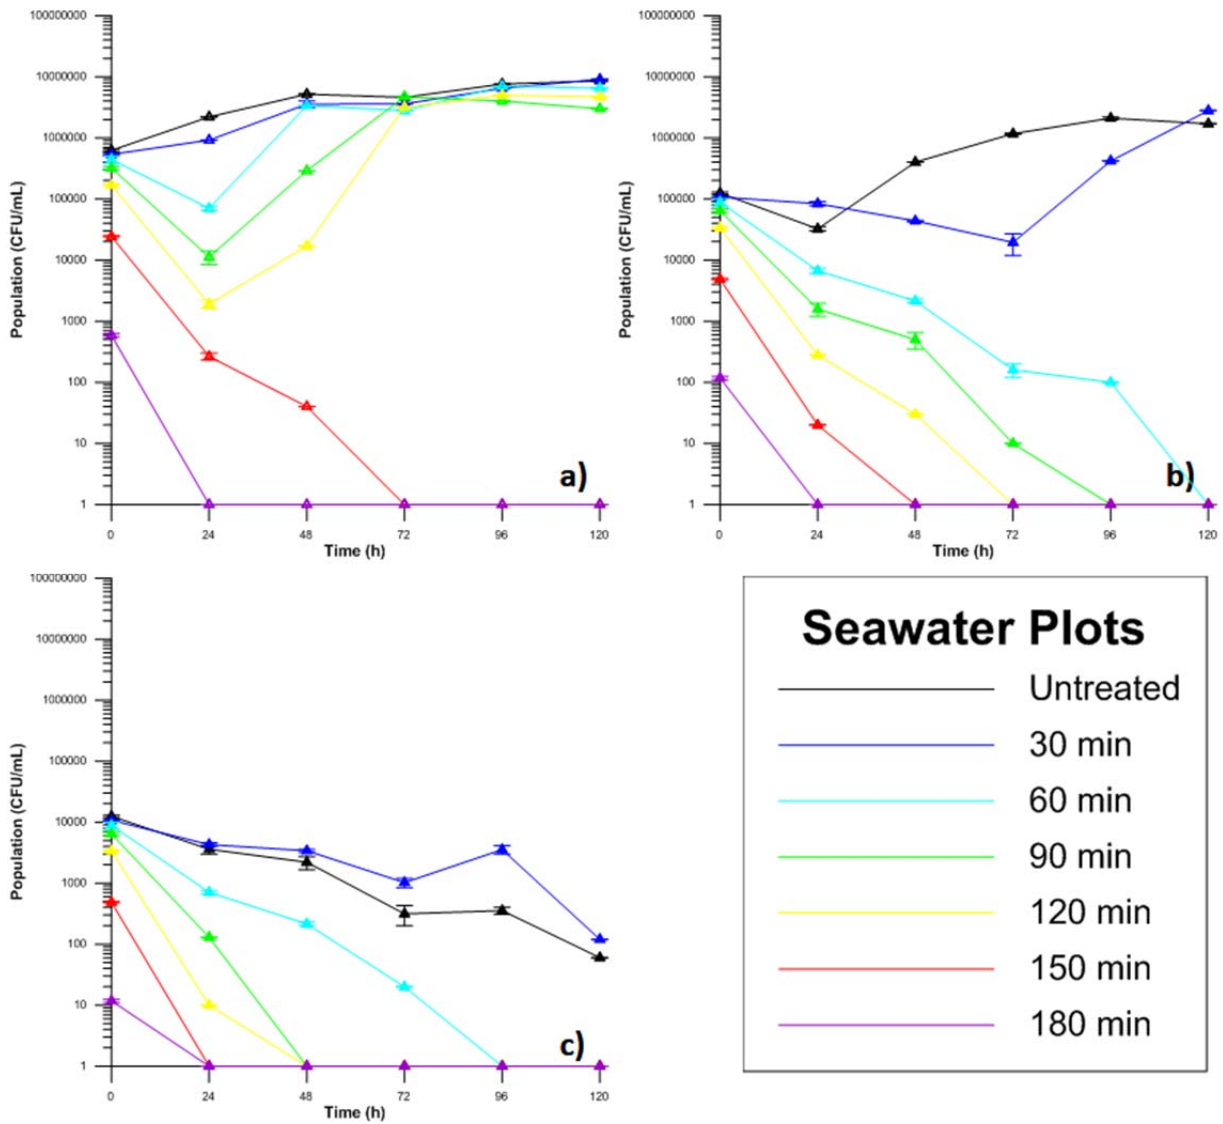 100000000
10000000
1000000
100000
10000
1000
100
10
1
Population (CFU/mL)
0 24 48 72 96 120
Time (h)
a)
100000000
10000000
1000000
100000
10000
1000
100
10
1
Population (CFU/mL)
0 24 48 72 96 120
Time (h)
b)
100000000
10000000
1000000
100000
10000
1000
100
10
1
Population (CFU/mL)
0 24 48 72 96 120
Time (h)
c)
Seawater Plots
Untreated
30 min
60 min
90 min
120 min
150 min
180 min